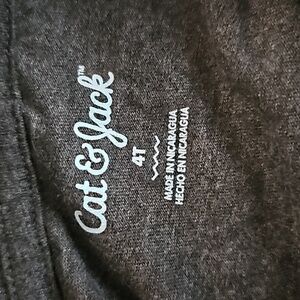 Cat & Jack™
4T
MADE IN NICARAGUA
HECHO EN NICARAGUA